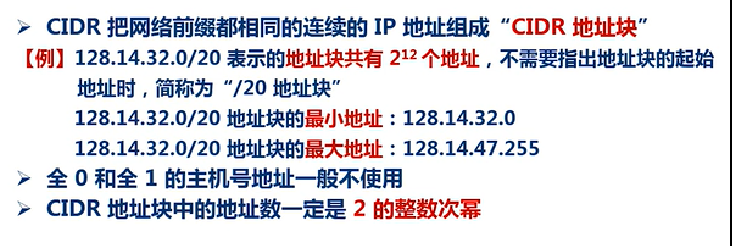 ➢ CIDR 把网络前缀都相同的连续的 IP 地址组成“CIDR 地址块”
【例】128.14.32.0/20 表示的地址块共有 2¹² 个地址，不需要指出地址块的起始
地址时，简称为“/20 地址块”
128.14.32.0/20 地址块的最小地址：128.14.32.0
128.14.32.0/20 地址块的最大地址：128.14.47.255
➢ 全 0 和全 1 的主机号地址一般不使用
➢ CIDR 地址块中的地址数一定是 2 的整数次幂